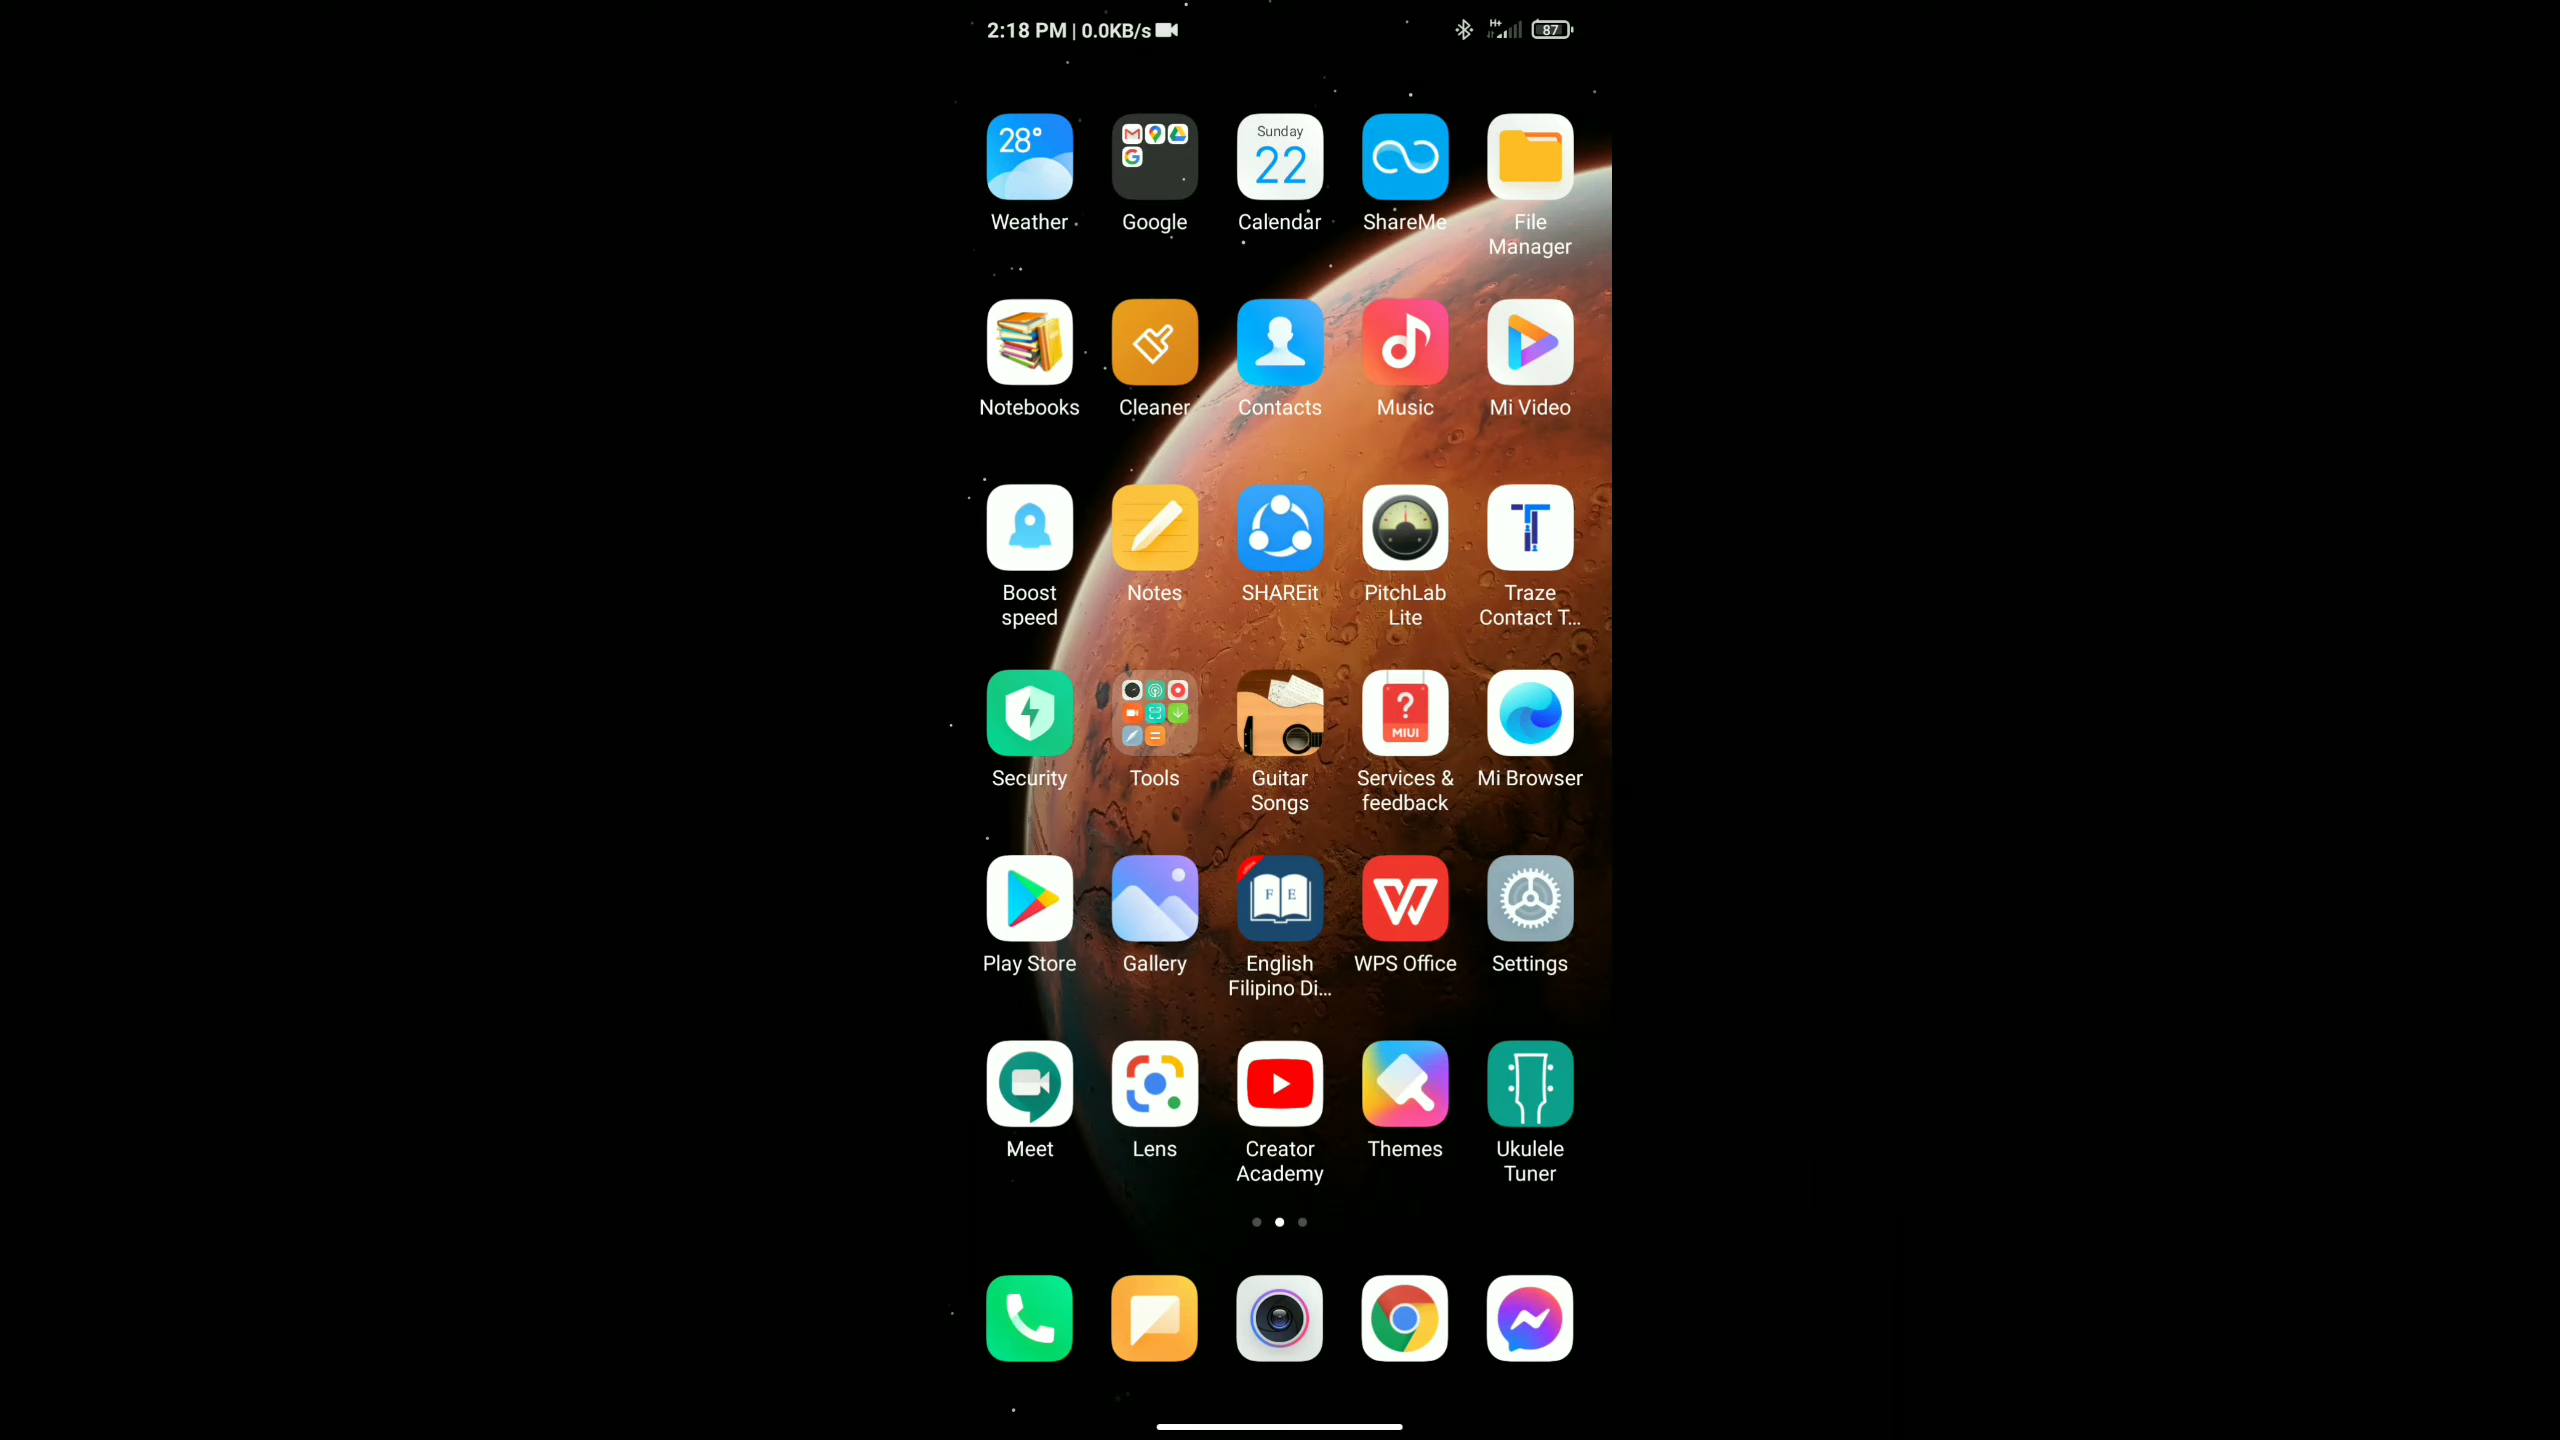 2:18 PM | 0.0KB/s
H+
87
28°
Sunday
22
Weather
Google
Calendar
ShareMe
File
Manager
Notebooks
Cleaner
Contacts
Music
Mi Video
Boost
speed
Notes
SHAREit
PitchLab
Lite
Traze
Contact T...
?
MIUI
Security
Tools
Guitar
Songs
Services &
feedback
Mi Browser
F E
W
Play Store
Gallery
English
Filipino Di...
WPS Office
Settings
Meet
Lens
Creator
Academy
Themes
Ukulele
Tuner